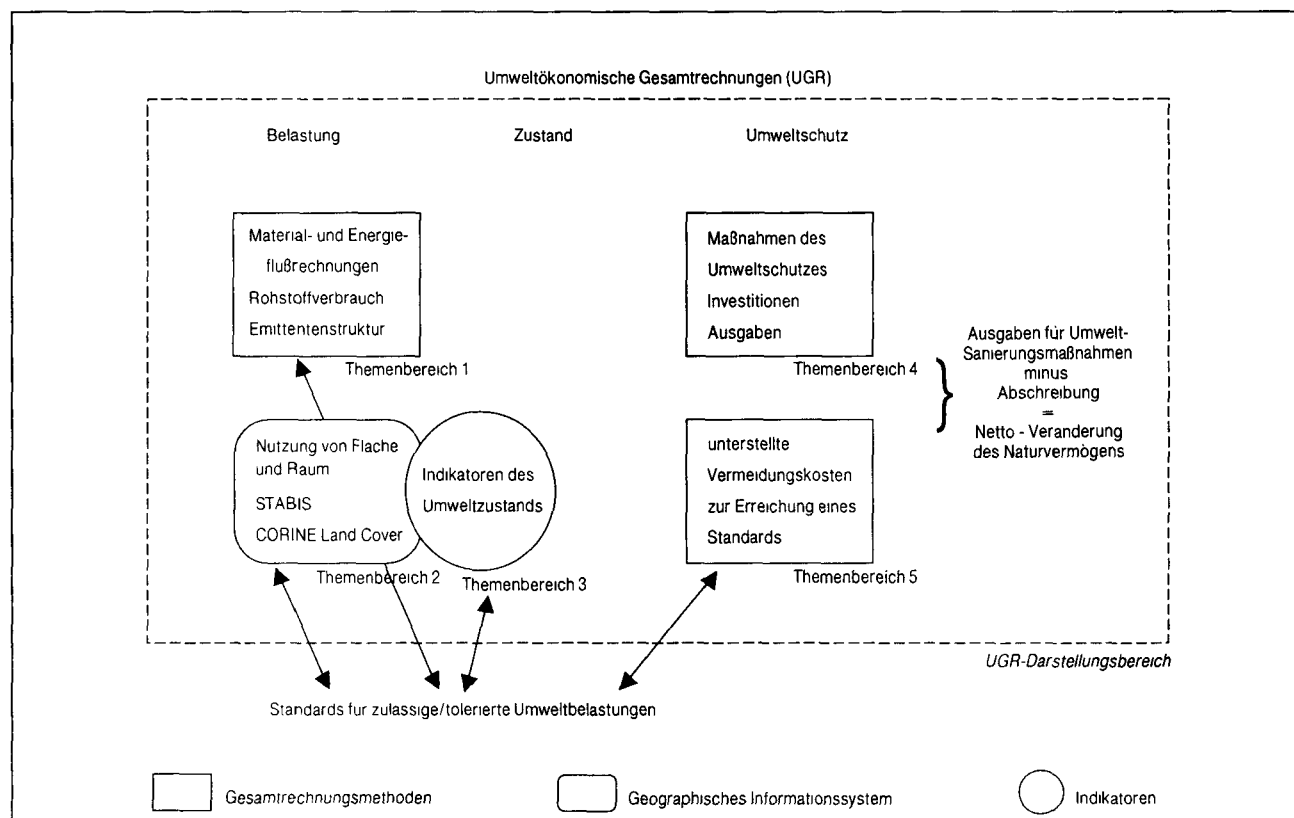 Umweltökonomische Gesamtrechnungen (UGR)
Belastung
Zustand
Umweltschutz
Material- und Energie-
flußrechnungen
Rohstoffverbrauch
Emittentenstruktur
Themenbereich 1
Maßnahmen des
Umweltschutzes
Investitionen
Ausgaben
Themenbereich 4
Ausgaben für Umwelt-
Sanierungsmaßnahmen
minus
Abschreibung
=
Netto - Veranderung
des Naturvermögens
Nutzung von Flache
und Raum
STABIS
CORINE Land Cover
Themenbereich 2
Indikatoren des
Umweltzustands
Themenbereich 3
unterstellte
Vermeidungskosten
zur Erreichung eines
Standards
Themenbereich 5
UGR-Darstellungsbereich
Standards fur zulassige/tolerierte Umweltbelastungen
Gesamtrechnungsmethoden
Geographisches Informationssystem
Indikatoren